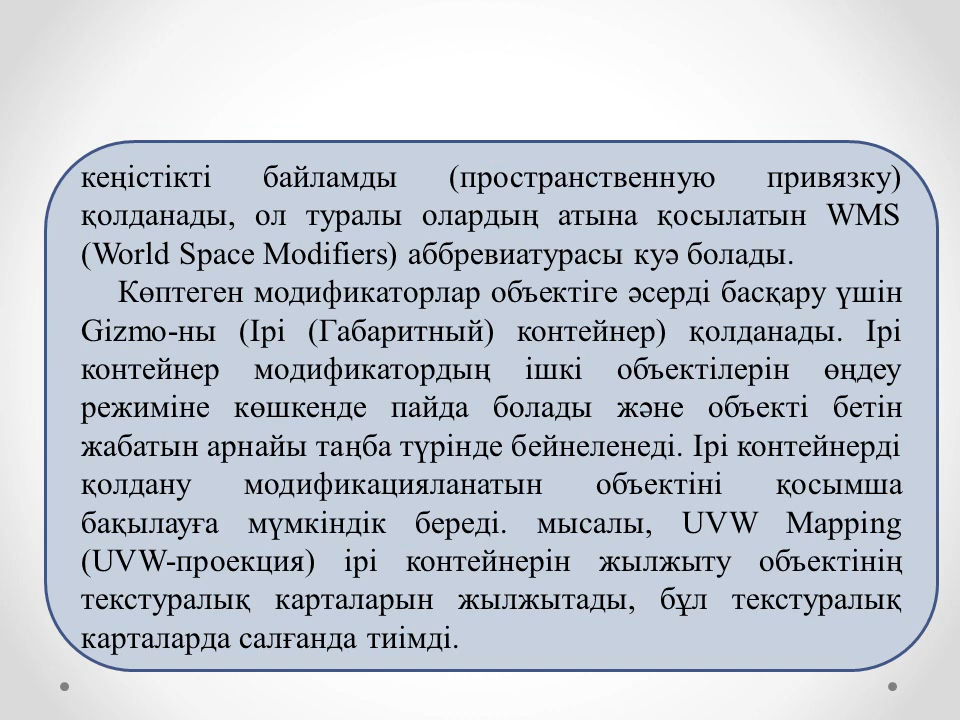 кеңістікті байламды (пространственную привязку)
қолданады, ол туралы олардың атына қосылатын WMS
(World Space Modifiers) аббревиатурасы куә болады.
Көптеген модификаторлар объектіге әсерді басқару үшін
Gizmo-ны (Ірі (Габаритный) контейнер) қолданады. Ірі
контейнер модификатордың ішкі объектілерін өңдеу
режиміне көшкенде пайда болады және объекті бетін
жабатын арнайы таңба түрінде бейнеленеді. Ірі контейнерді
қолдану модификацияланатын объектіні қосымша
бақылауға мүмкіндік береді. мысалы, UVW Mapping
(UVW-проекция) ірі контейнерін жылжыту объектінің
текстуралық карталарын жылжытады, бұл текстуралық
карталарда салғанда тиімді.